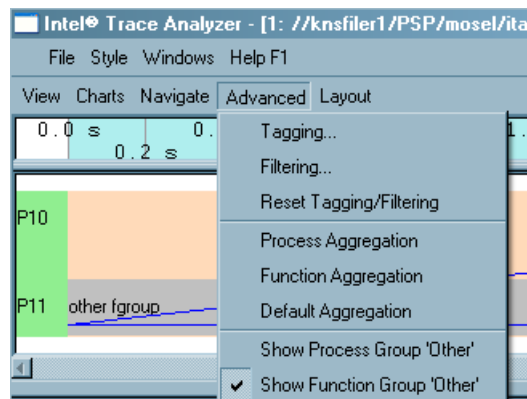 Intel® Trace Analyzer - [1: //knsfiler1/PSP/mosel/ita
File Style Windows Help F1
View Charts Navigate Advanced Layout
0.0 s 0. 1.
0.2 s
Tagging...
Filtering...
Reset Tagging/Filtering
Process Aggregation
Function Aggregation
Default Aggregation
Show Process Group 'Other'
Show Function Group 'Other'
P10
P11 other fgroup